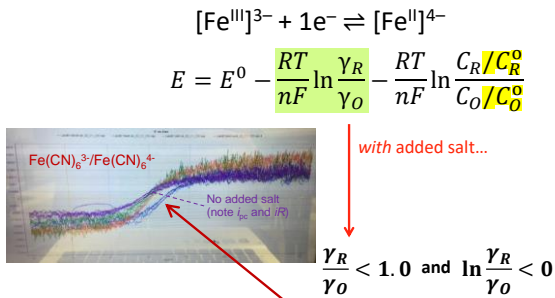 [Fe^III]^3– + 1e^– ⇌ [Fe^II]^4–
E = E^0 − RT/nF ln γ_R/γ_O − RT/nF ln (C_R/C_R^o)/(C_O/C_O^o)
with added salt...
Fe(CN)_6^3-/Fe(CN)_6^4-
No added salt
(note i_pc and iR)
γ_R/γ_O < 1.0 and ln γ_R/γ_O < 0